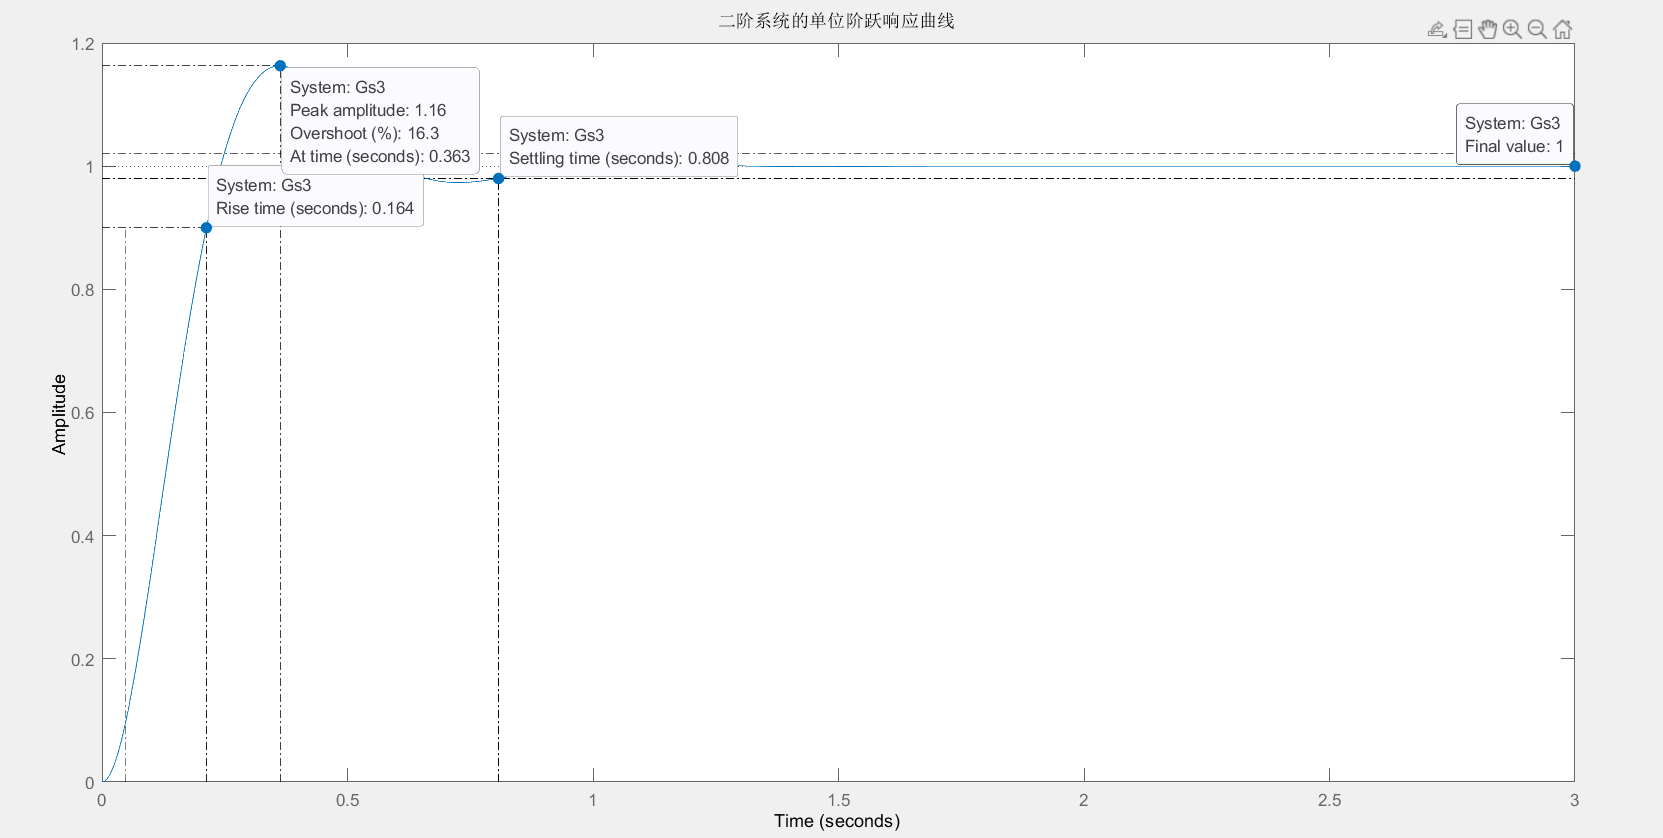 二阶系统的单位阶跃响应曲线
1.2
System: Gs3
Peak amplitude: 1.16
Overshoot (%): 16.3
At time (seconds): 0.363
System: Gs3
Settling time (seconds): 0.808
System: Gs3
Final value: 1
1
System: Gs3
Rise time (seconds): 0.164
0.8
0.6
0.4
0.2
0
Amplitude
0
0.5
1
1.5
2
2.5
3
Time (seconds)